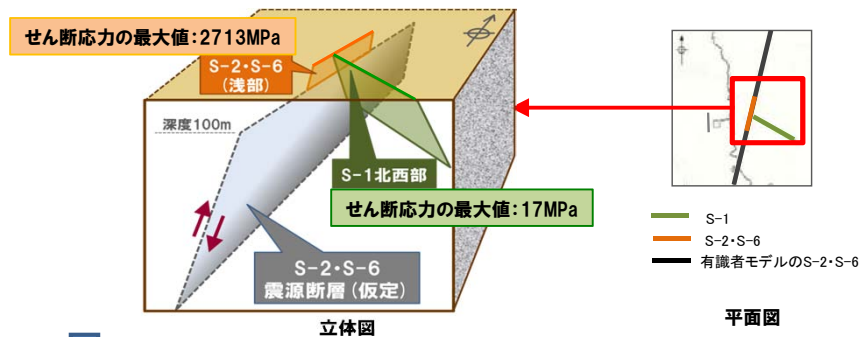 せん断応力の最大値:2713MPa
S-2・S-6
(浅部)
深度100m
S-1北西部
せん断応力の最大値:17MPa
S-2・S-6
震源断層(仮定)
立体図
S-1
S-2・S-6
有識者モデルのS-2・S-6
平面図